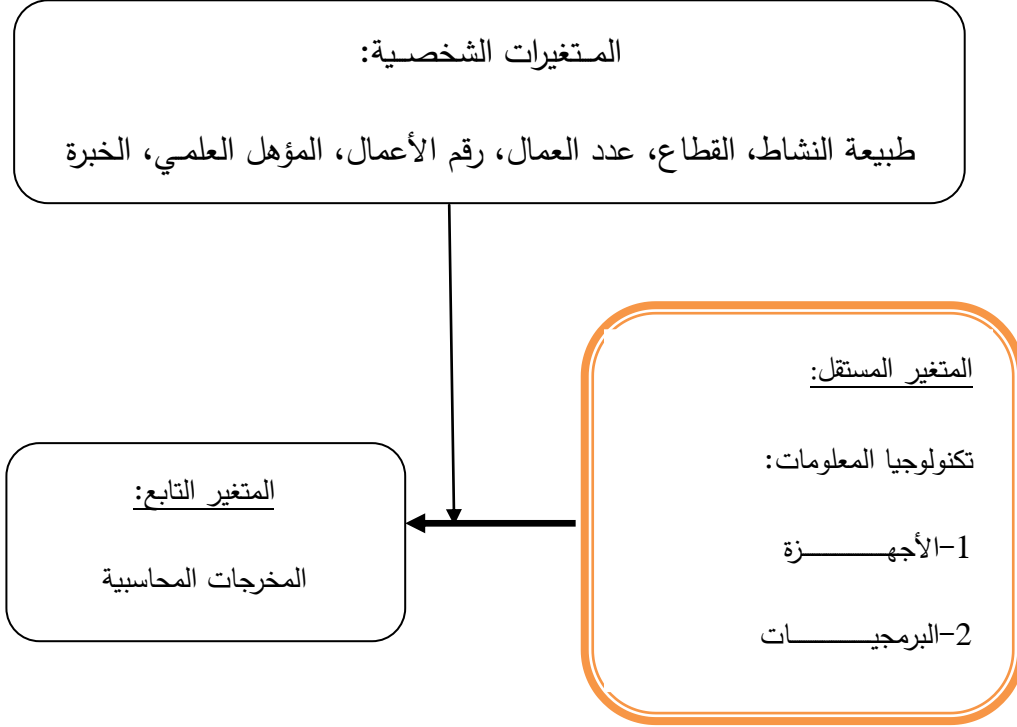 المتغيرات الشخصية:
طبيعة النشاط، القطاع، عدد العمال، رقم الأعمال، المؤهل العلمي، الخبرة
المتغير المستقل:
تكنولوجيا المعلومات:
1-الأجهزة
2-البرمجيات
المتغير التابع:
المخرجات المحاسبية